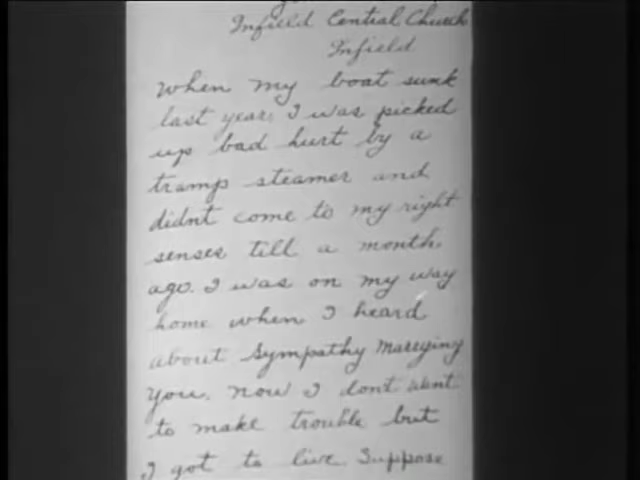 Infield Central Church
Infield
When my boat sunk
last year, I was picked
up bad hurt by a
tramp steamer and
didnt come to my right
senses till a month
ago. I was on my way
home when I heard
about Sympathy Marrying
You. Now I dont want
to make trouble but
I got to live. Suppose